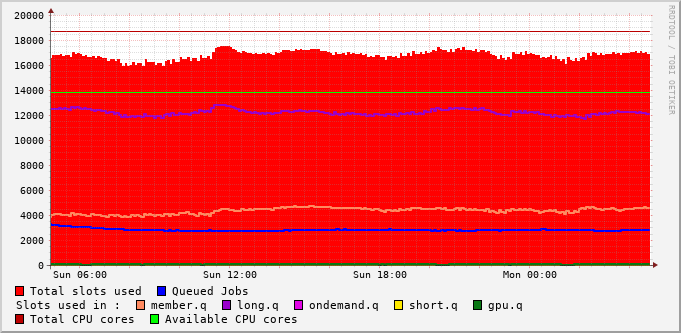 20000
18000
16000
14000
12000
10000
8000
6000
4000
2000
0
Sun 06:00 Sun 12:00 Sun 18:00 Mon 00:00
RRDTOOL / TOBI OETIKER
Total slots used Queued Jobs
Slots used in : member.q long.q ondemand.q short.q gpu.q
Total CPU cores Available CPU cores